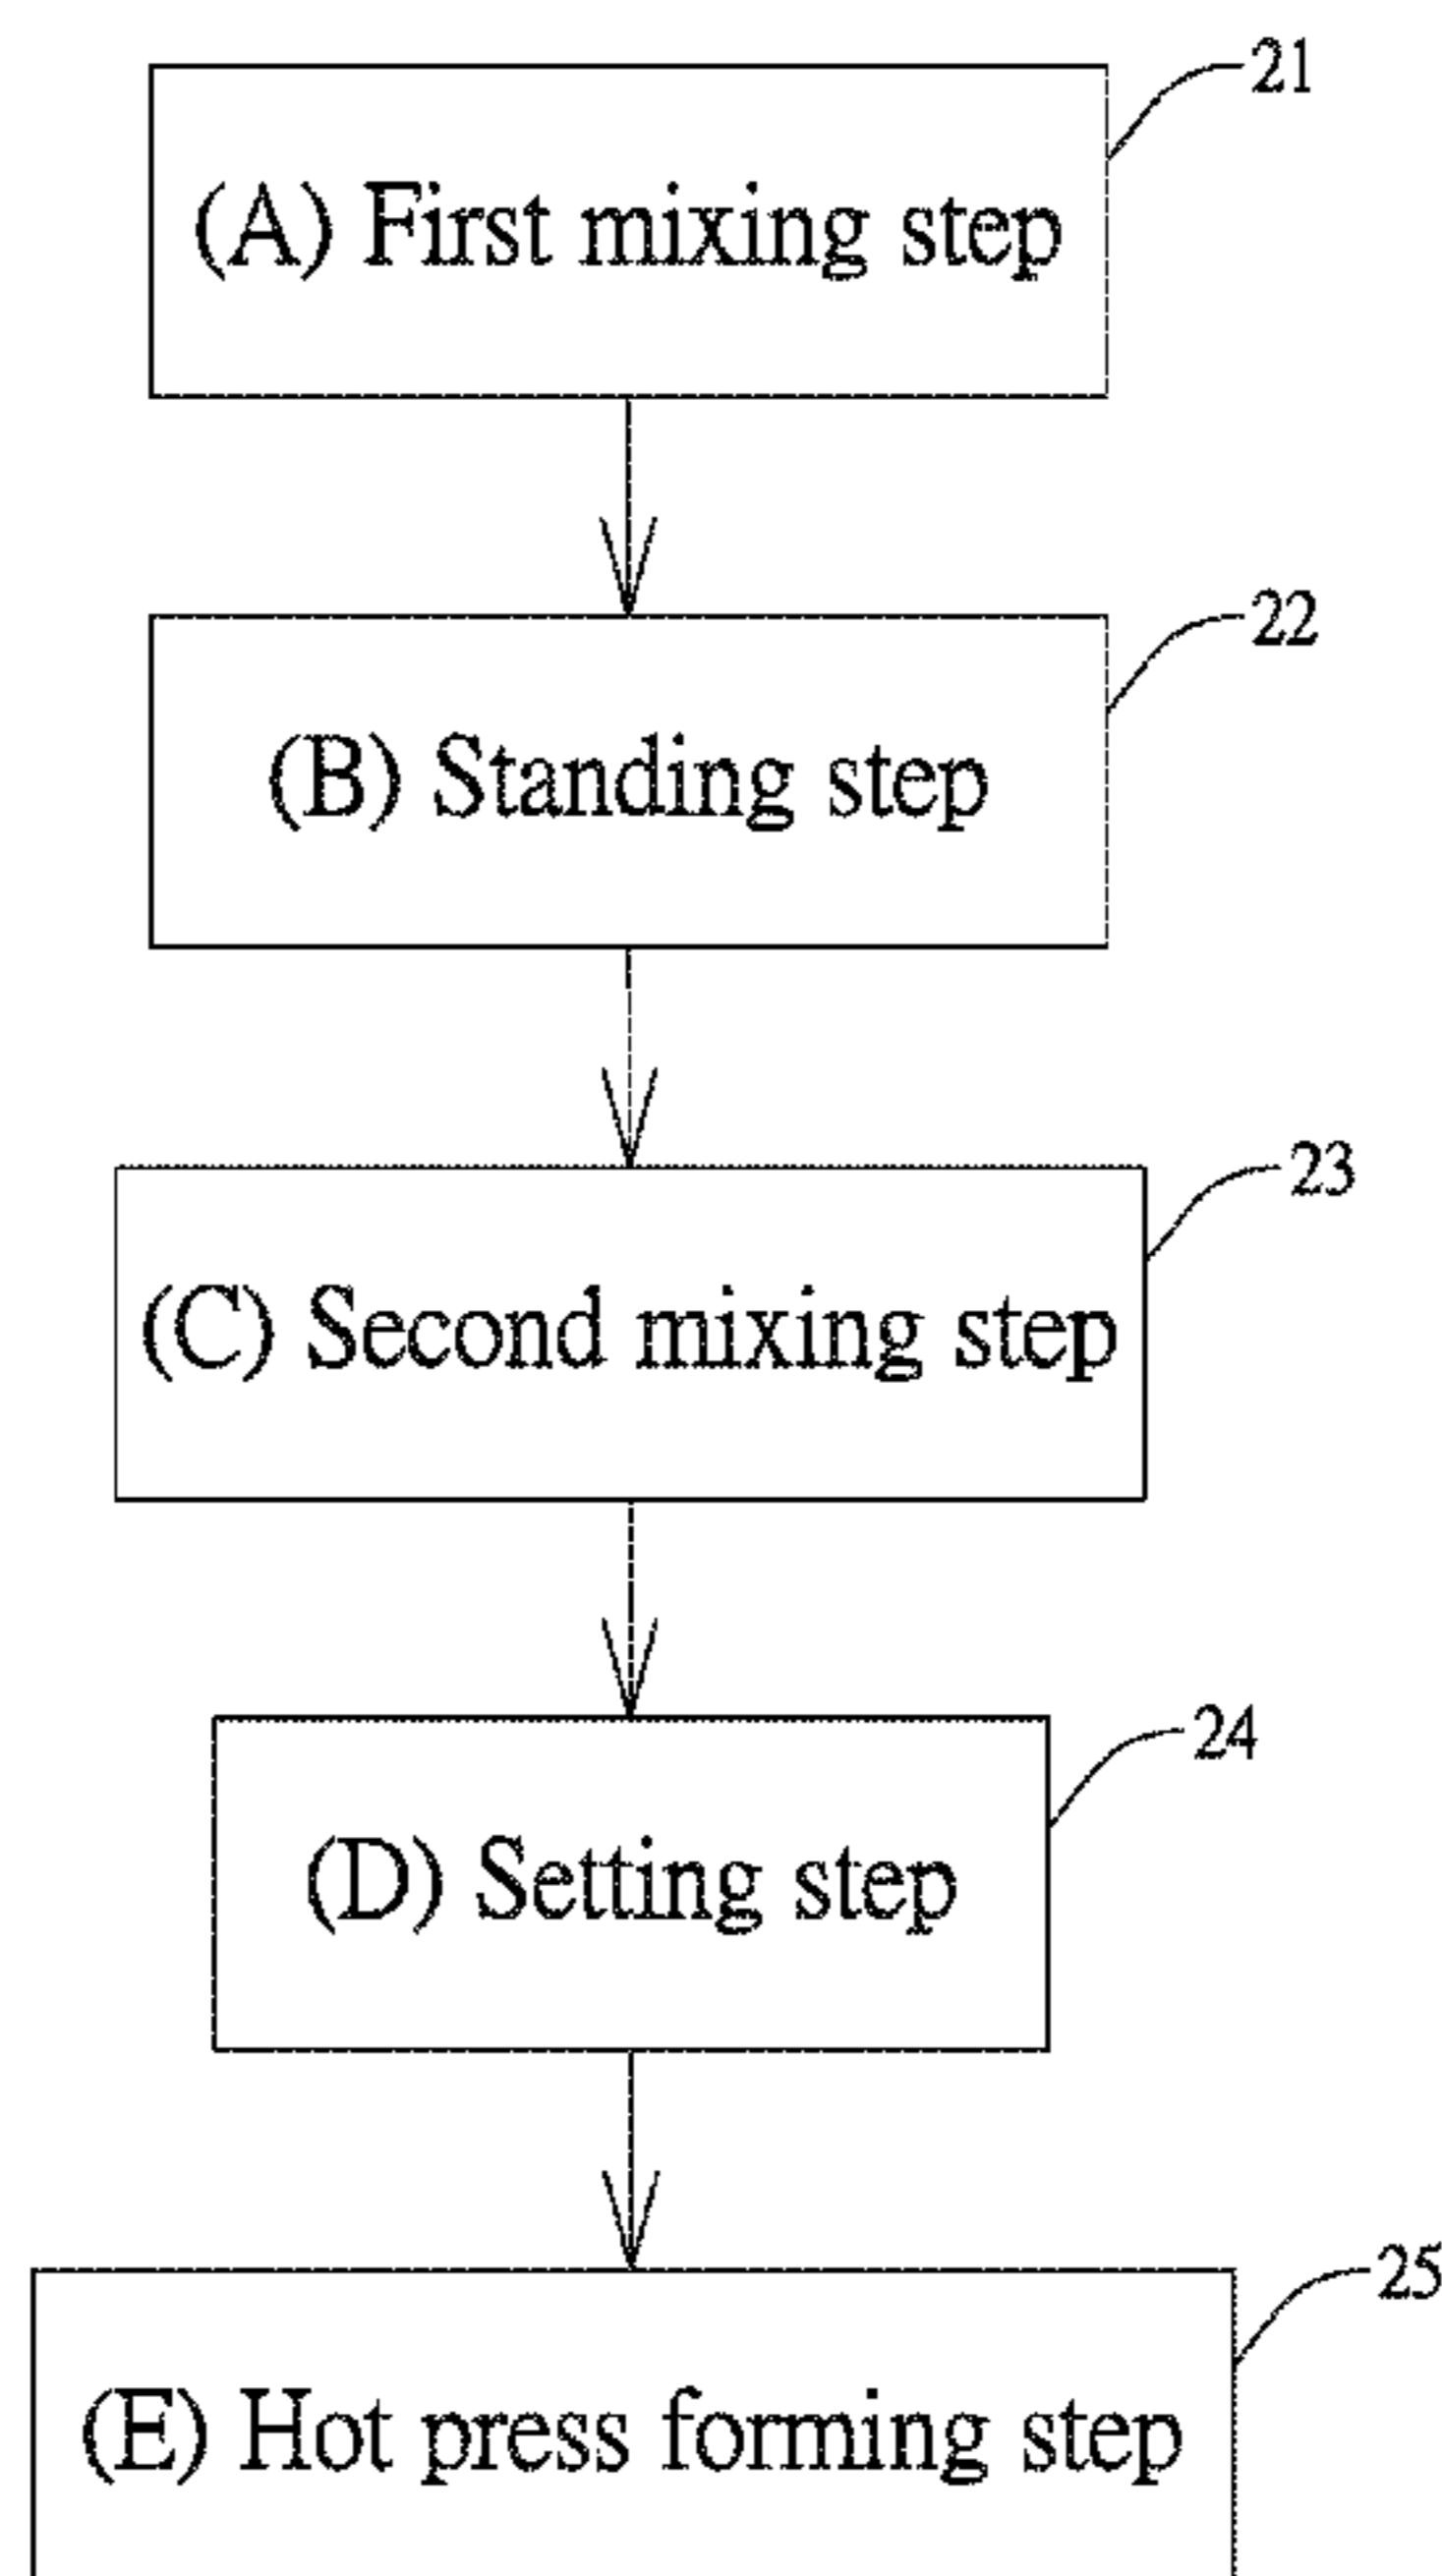 21
(A) First mixing step
22
(B) Standing step
23
(C) Second mixing step
24
(D) Setting step
25
(E) Hot press forming step